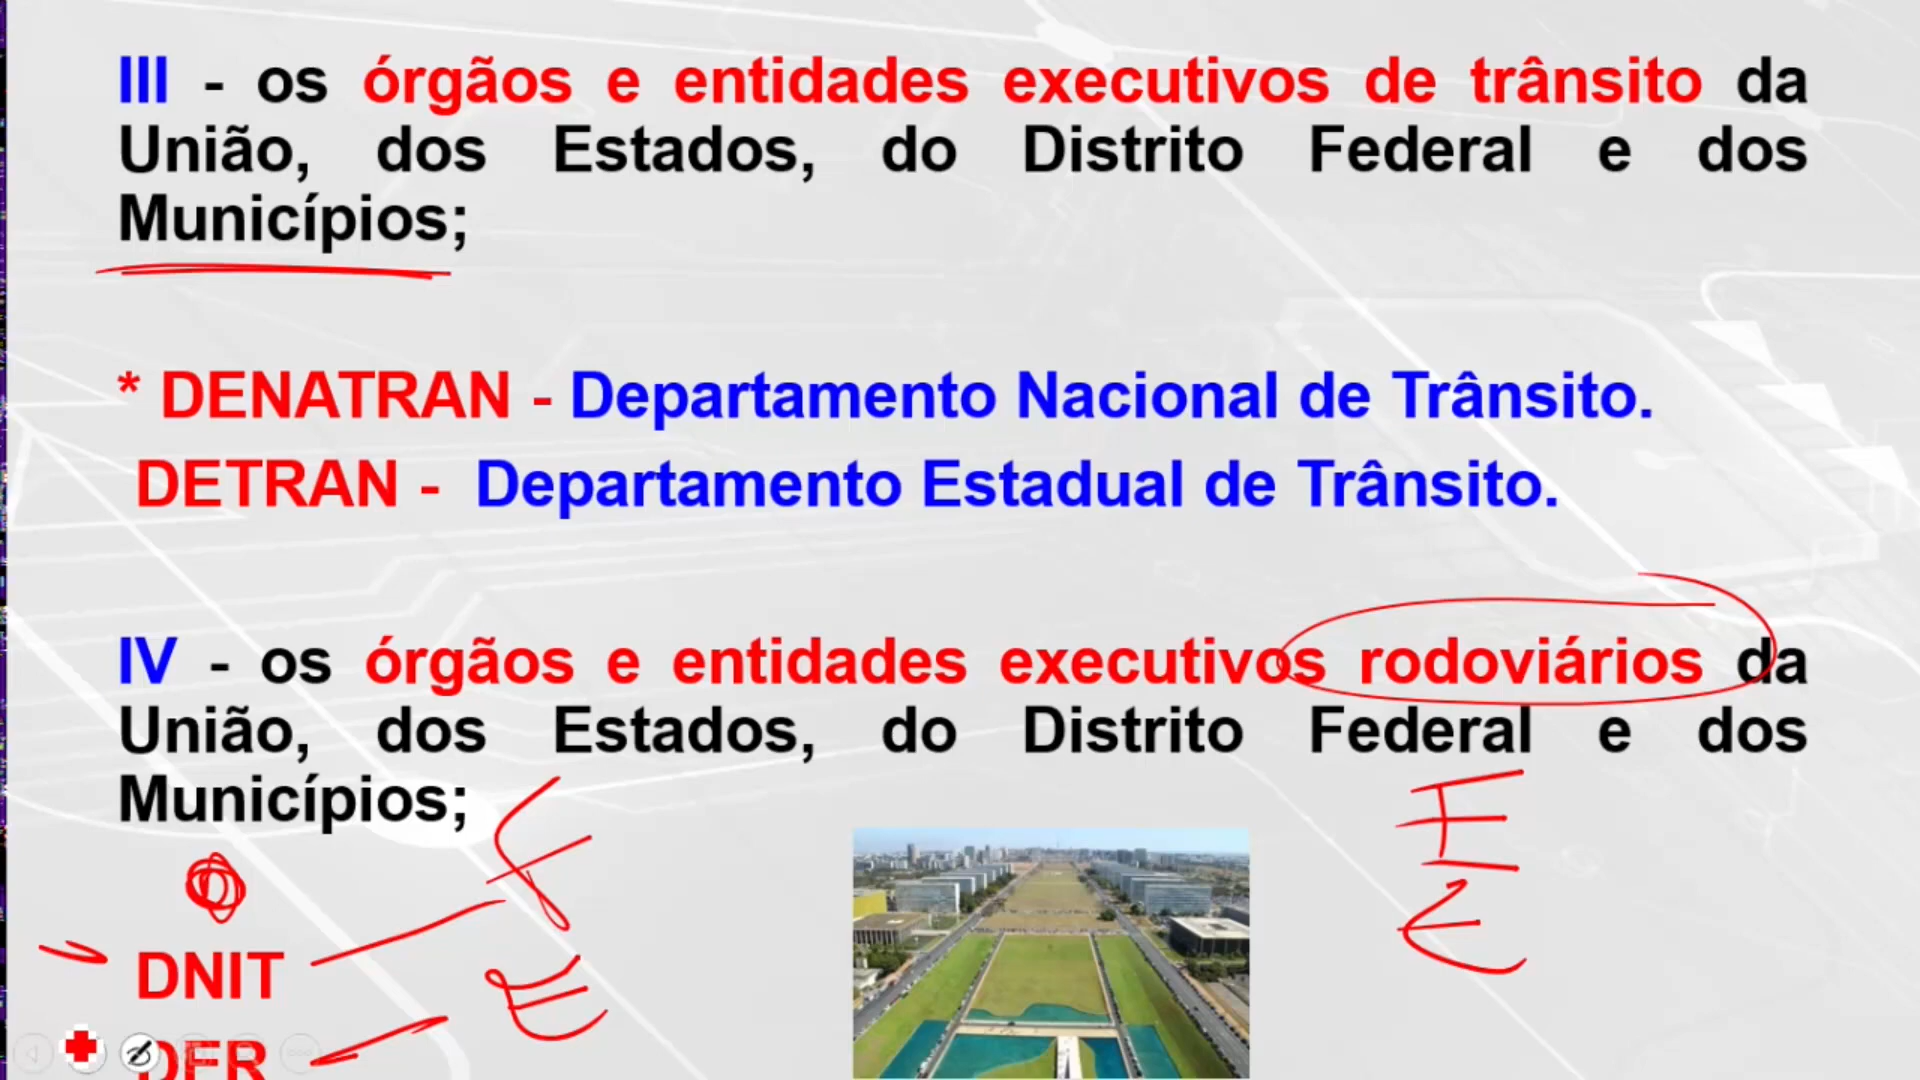 III - os órgãos e entidades executivos de trânsito da
União, dos Estados, do Distrito Federal e dos
Municípios;
* DENATRAN - Departamento Nacional de Trânsito.
DETRAN - Departamento Estadual de Trânsito.
IV - os órgãos e entidades executivos rodoviários da
União, dos Estados, do Distrito Federal e dos
Municípios;
F
E
DNIT
F
E
DER